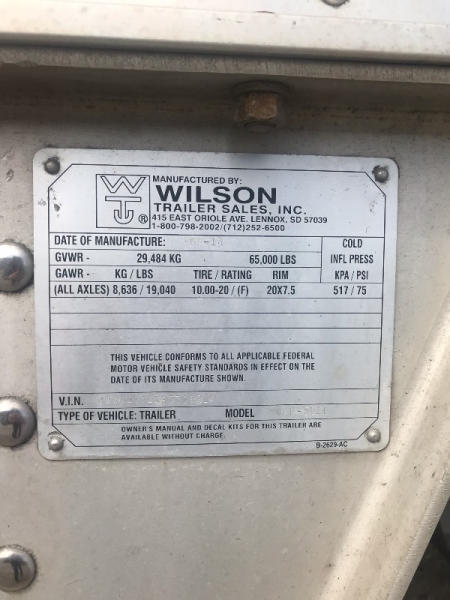 WT
®
MANUFACTURED BY:
WILSON
TRAILER SALES, INC.
415 EAST ORIOLE AVE. LENNOX, SD 57039
1-800-798-2002/(712)252-6500
DATE OF MANUFACTURE: COLD
GVWR - 29,484 KG 65,000 LBS INFL PRESS
GAWR - KG / LBS TIRE / RATING RIM KPA / PSI
(ALL AXLES) 8,636 / 19,040 10.00-20 / (F) 20X7.5 517 / 75
THIS VEHICLE CONFORMS TO ALL APPLICABLE FEDERAL
MOTOR VEHICLE SAFETY STANDARDS IN EFFECT ON THE
DATE OF ITS MANUFACTURE SHOWN.
V.I.N.
TYPE OF VEHICLE: TRAILER MODEL
OWNER'S MANUAL AND DECAL KITS FOR THIS TRAILER ARE
AVAILABLE WITHOUT CHARGE.
B-2629-AC